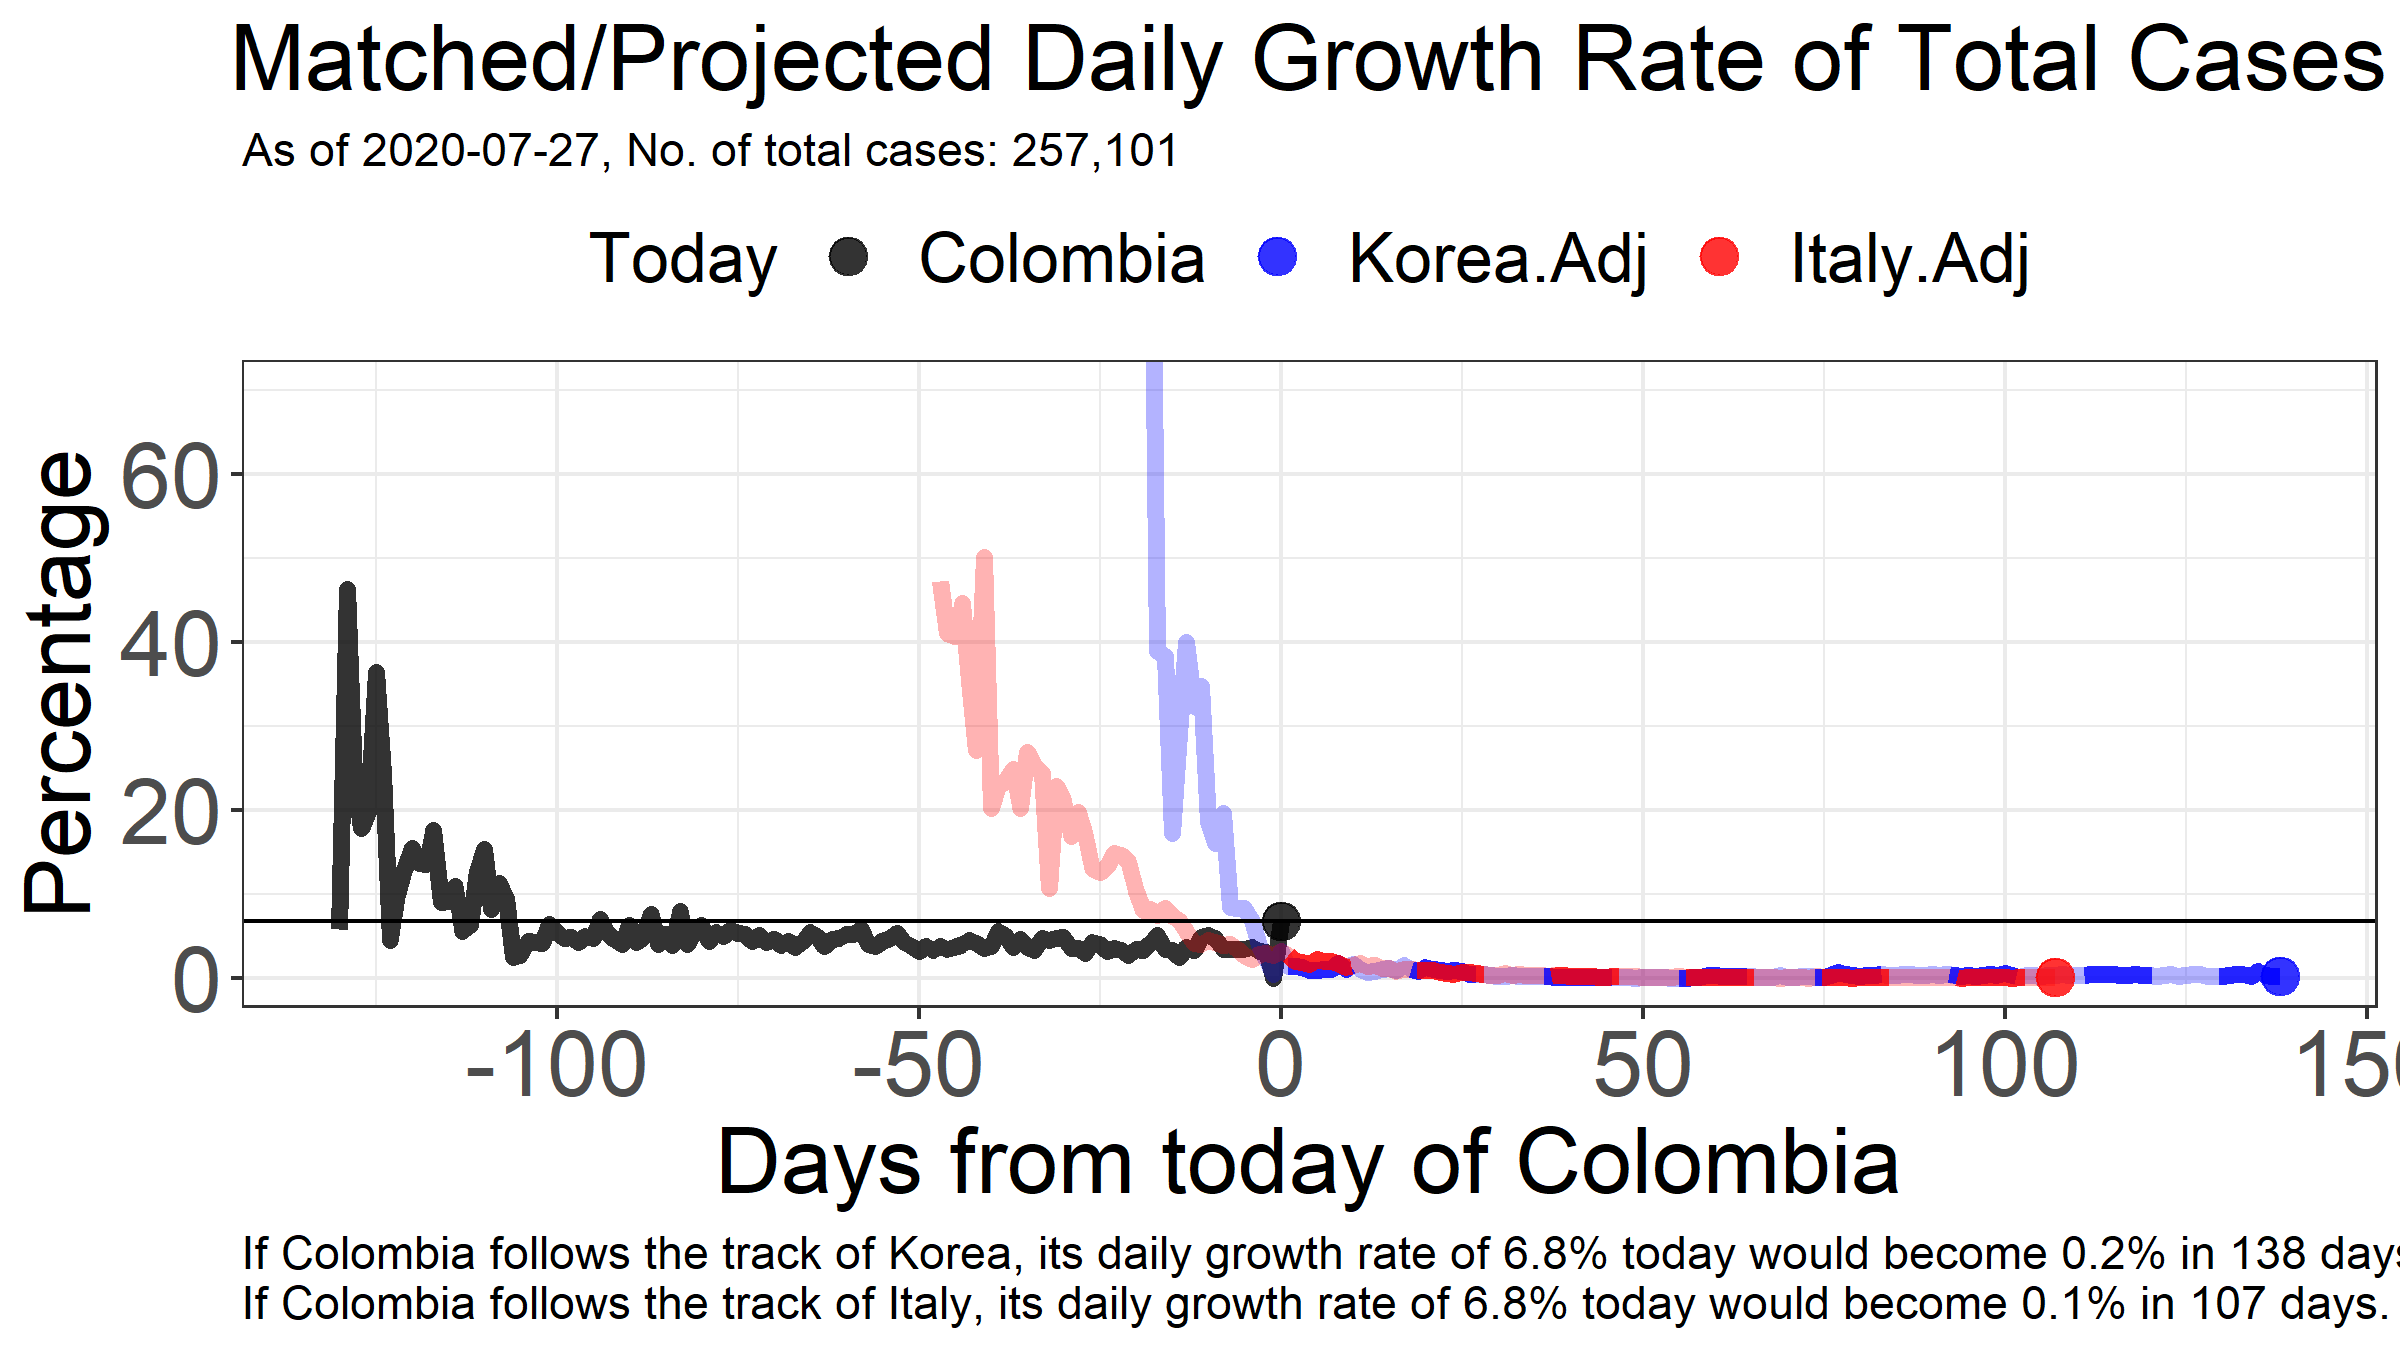 Matched/Projected Daily Growth Rate of Total Cases
As of 2020-07-27, No. of total cases: 257,101
Today Colombia Korea.Adj Italy.Adj
Percentage
60
40
20
0
-100 -50 0 50 100 150
Days from today of Colombia
If Colombia follows the track of Korea, its daily growth rate of 6.8% today would become 0.2% in 138 days
If Colombia follows the track of Italy, its daily growth rate of 6.8% today would become 0.1% in 107 days.